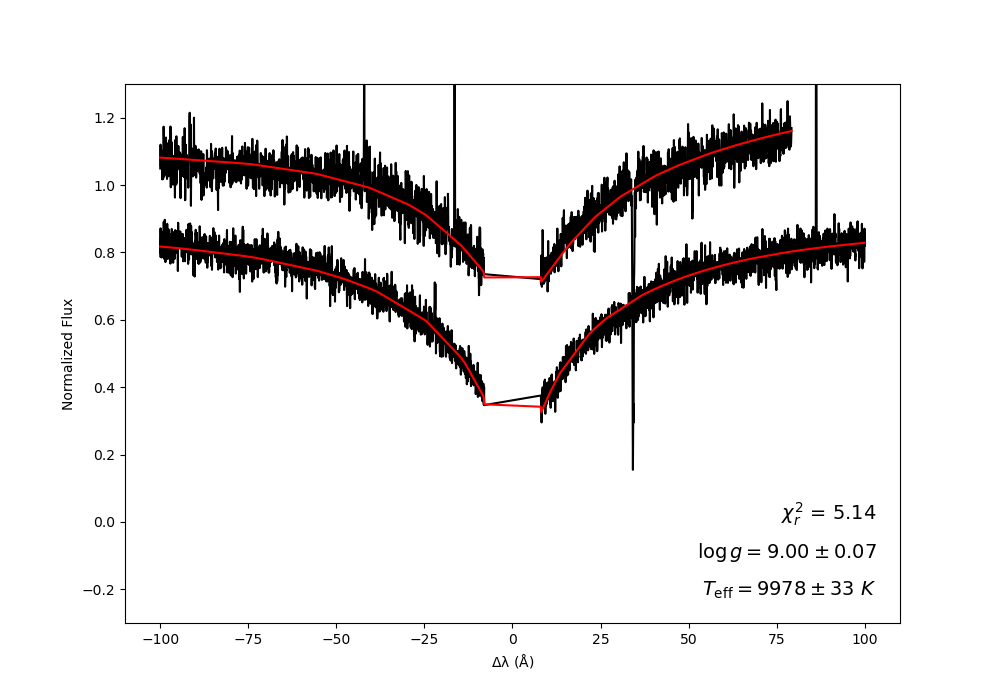 1.2
1.0
0.8
0.6
0.4
0.2
0.0
−0.2
Normalized Flux
χ²ᵣ = 5.14
log g = 9.00 ± 0.07
T_eff = 9978 ± 33 K
−100 −75 −50 −25 0 25 50 75 100
Δλ (Å)